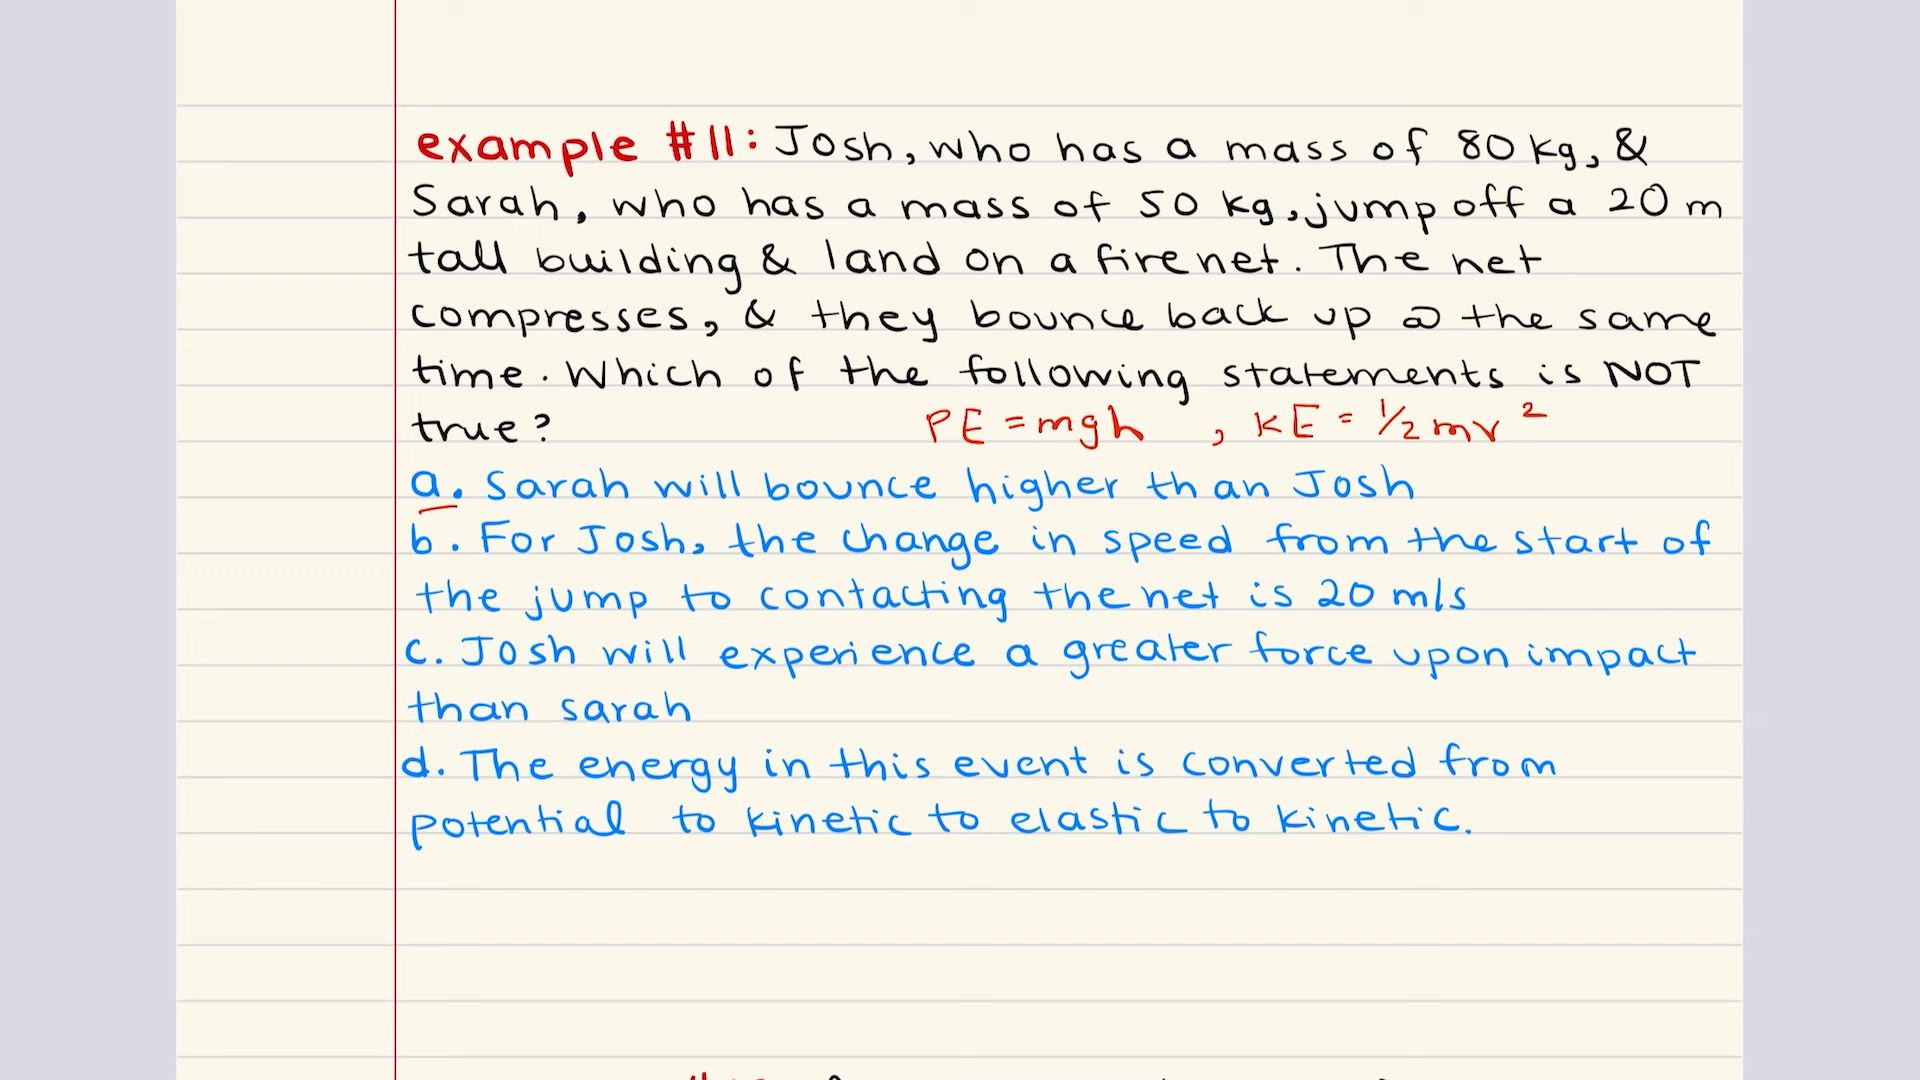 example #11: Josh, who has a mass of 80 kg, &
Sarah, who has a mass of 50 kg, jump off a 20 m
tall building & land on a fire net. The net
compresses, & they bounce back up @ the same
time. Which of the following statements is NOT
true? PE = mgh , KE = 1/2 mv²
a. Sarah will bounce higher than Josh
b. For Josh, the change in speed from the start of
the jump to contacting the net is 20 m/s
c. Josh will experience a greater force upon impact
than sarah
d. The energy in this event is converted from
potential to kinetic to elastic to kinetic.